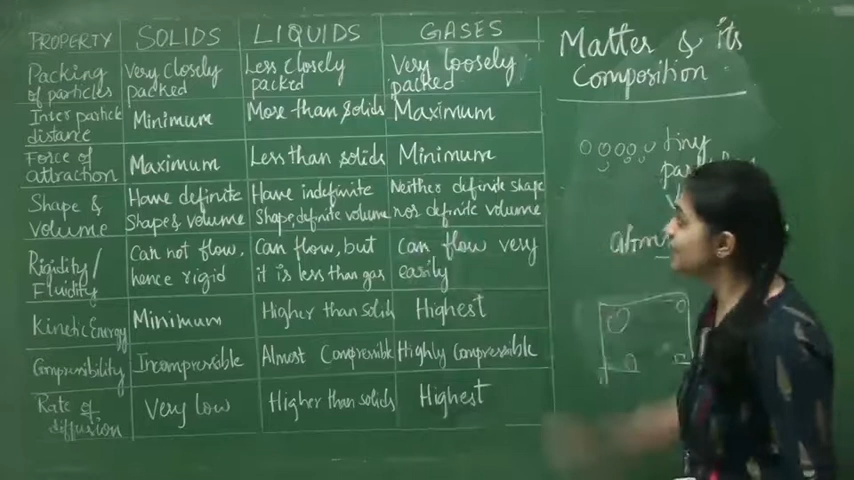 PROPERTY SOLIDS LIQUIDS GASES
Packing of particles Very closely packed Less closely packed Very loosely packed
Inter particle distance Minimum More than solids Maximum
Force of attraction Maximum Less than solids Minimum
Shape & Volume Have definite Shape & volume Have indefinite Shape, definite volume Neither definite shape nor definite volume
Rigidity/ Fluidity Can not flow, hence rigid Can flow, but it is less than gas Can flow very easily
Kinetic Energy Minimum Higher than solids Highest
Compressibility Incompressible Almost Compressible Highly Compressible
Rate of diffusion Very low Higher than solids Highest
Matter & its
Composition
tiny